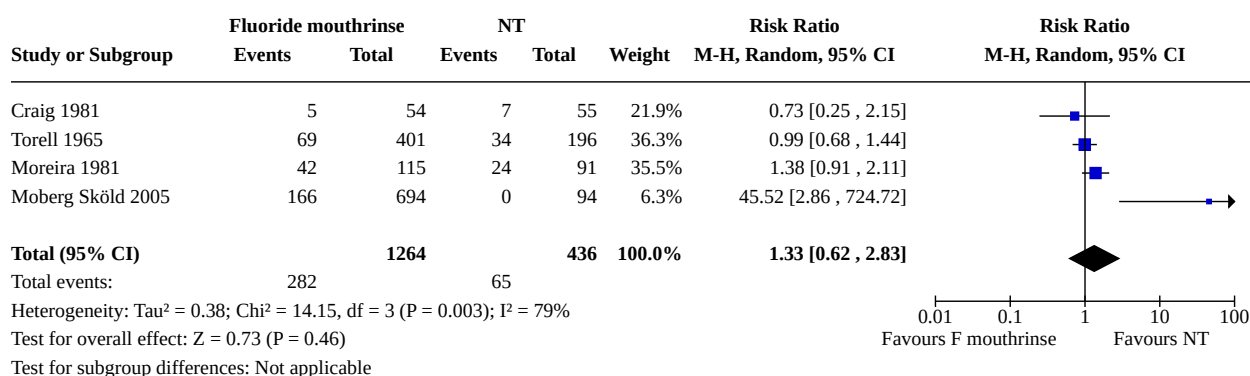 Fluoride mouthrinse NT Risk Ratio Risk Ratio
Study or Subgroup Events Total Events Total Weight M-H, Random, 95% CI M-H, Random, 95% CI
Craig 1981 5 54 7 55 21.9% 0.73 [0.25 , 2.15]
Torell 1965 69 401 34 196 36.3% 0.99 [0.68 , 1.44]
Moreira 1981 42 115 24 91 35.5% 1.38 [0.91 , 2.11]
Moberg Sköld 2005 166 694 0 94 6.3% 45.52 [2.86 , 724.72]
Total (95% CI) 1264 436 100.0% 1.33 [0.62 , 2.83]
Total events: 282 65
Heterogeneity: Tau² = 0.38; Chi² = 14.15, df = 3 (P = 0.003); I² = 79%
0.01 0.1 1 10 100
Test for overall effect: Z = 0.73 (P = 0.46) Favours F mouthrinse Favours NT
Test for subgroup differences: Not applicable